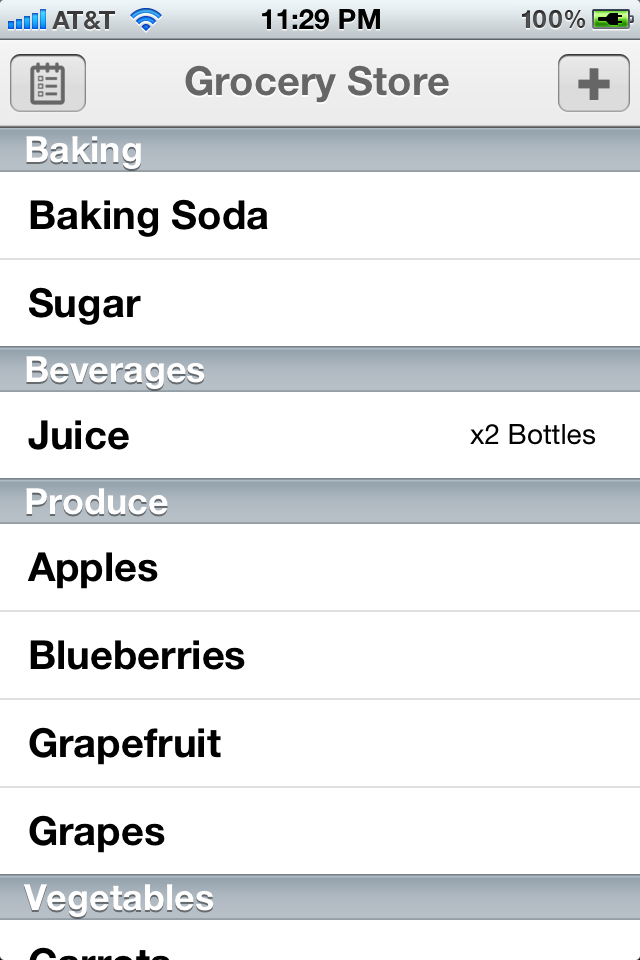 AT&T 11:29 PM 100%
Grocery Store
Baking
Baking Soda
Sugar
Beverages
Juice x2 Bottles
Produce
Apples
Blueberries
Grapefruit
Grapes
Vegetables
Carrots